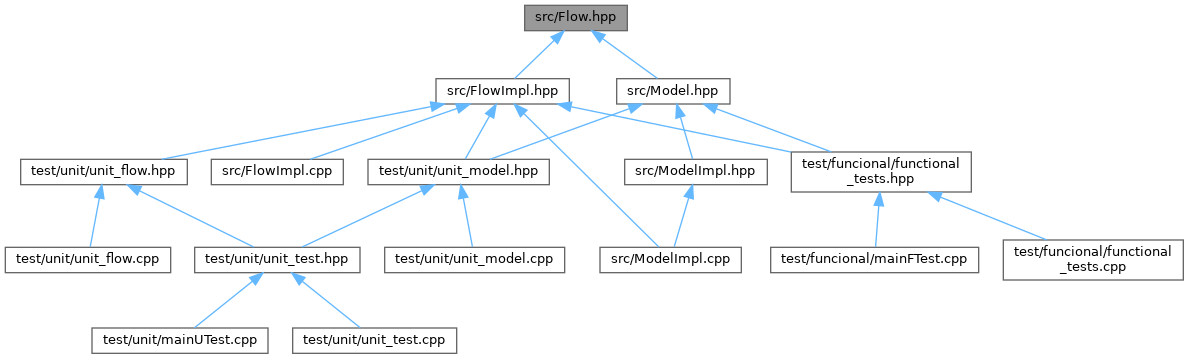 src/Flow.hpp
src/FlowImpl.hpp
src/Model.hpp
test/unit/unit_flow.hpp
src/FlowImpl.cpp
test/unit/unit_model.hpp
src/ModelImpl.hpp
test/funcional/functional
_tests.hpp
test/unit/unit_flow.cpp
test/unit/unit_test.hpp
test/unit/unit_model.cpp
src/ModelImpl.cpp
test/funcional/mainFTest.cpp
test/funcional/functional
_tests.cpp
test/unit/mainUTest.cpp
test/unit/unit_test.cpp